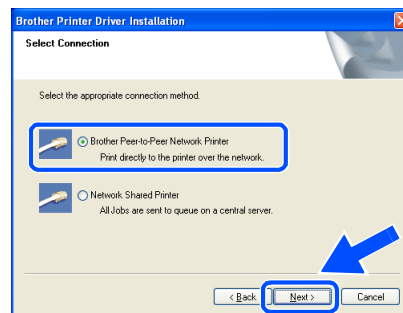 Brother Printer Driver Installation
Select Connection
Select the appropriate connection method.
Brother Peer-to-Peer Network Printer
Print directly to the printer over the network.
Network Shared Printer
All Jobs are sent to queue on a central server.
< Back Next > Cancel